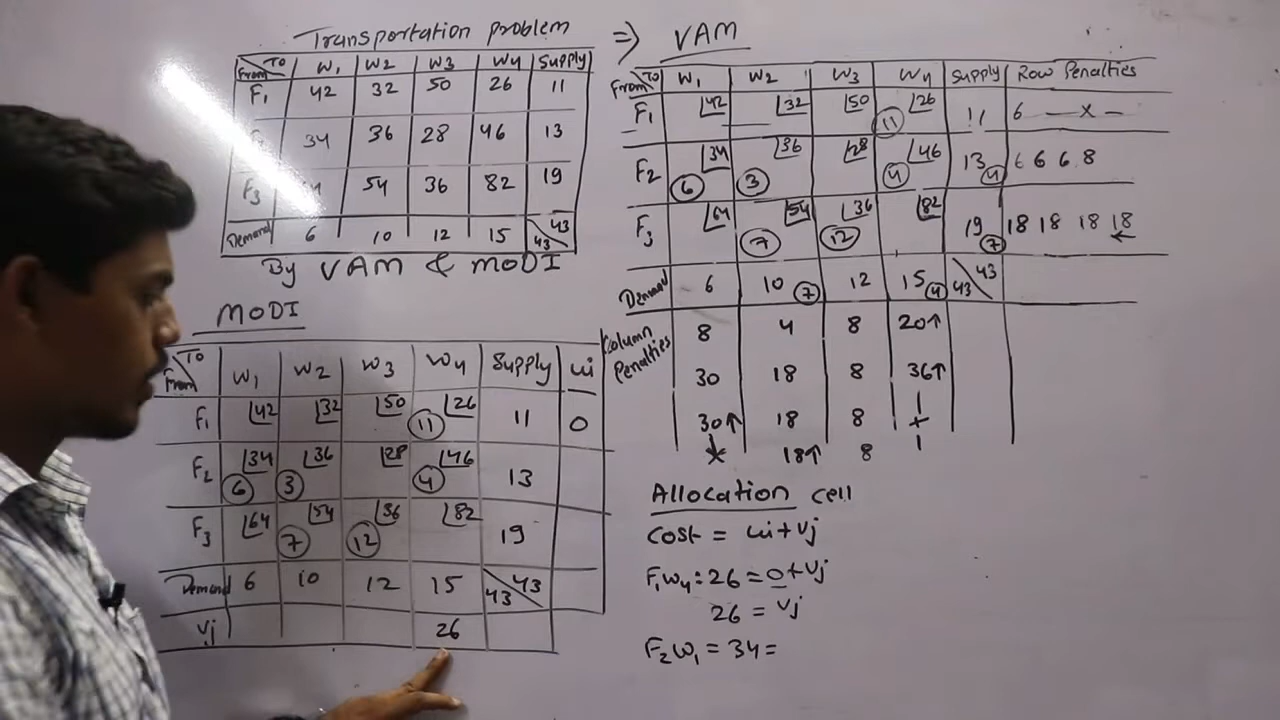 Transportation problem
From To W1 W2 W3 W4 Supply
F1 42 32 50 26 11
34 36 28 46 13
F3 54 36 82 19
Demand 6 10 12 15 43 43
By VAM & MODI
⇒ VAM
From To W1 W2 W3 W4 Supply Row Penalties
F1 42 32 50 26 11 11 6 — x —
F2 34 6 36 3 28 46 4 13 4 6 6 6 8
F3 64 54 7 36 12 82 19 7 18 18 18 18 ←
Demand 6 10 7 12 15 4 43 43
Column Penalties 8 4 8 20↑
30 18 8 36↑
30↑ 18 8
18↑ 8
MODI
From To W1 W2 W3 W4 Supply ui
F1 42 32 50 26 11 11 0
F2 34 6 36 3 28 46 4 13
F3 64 54 7 36 12 82 19
Demand 6 10 12 15 43 43
vj 26
Allocation cell
Cost = ui+vj
F1W4: 26 = 0+vj
26 = vj
F2W1 = 34 =